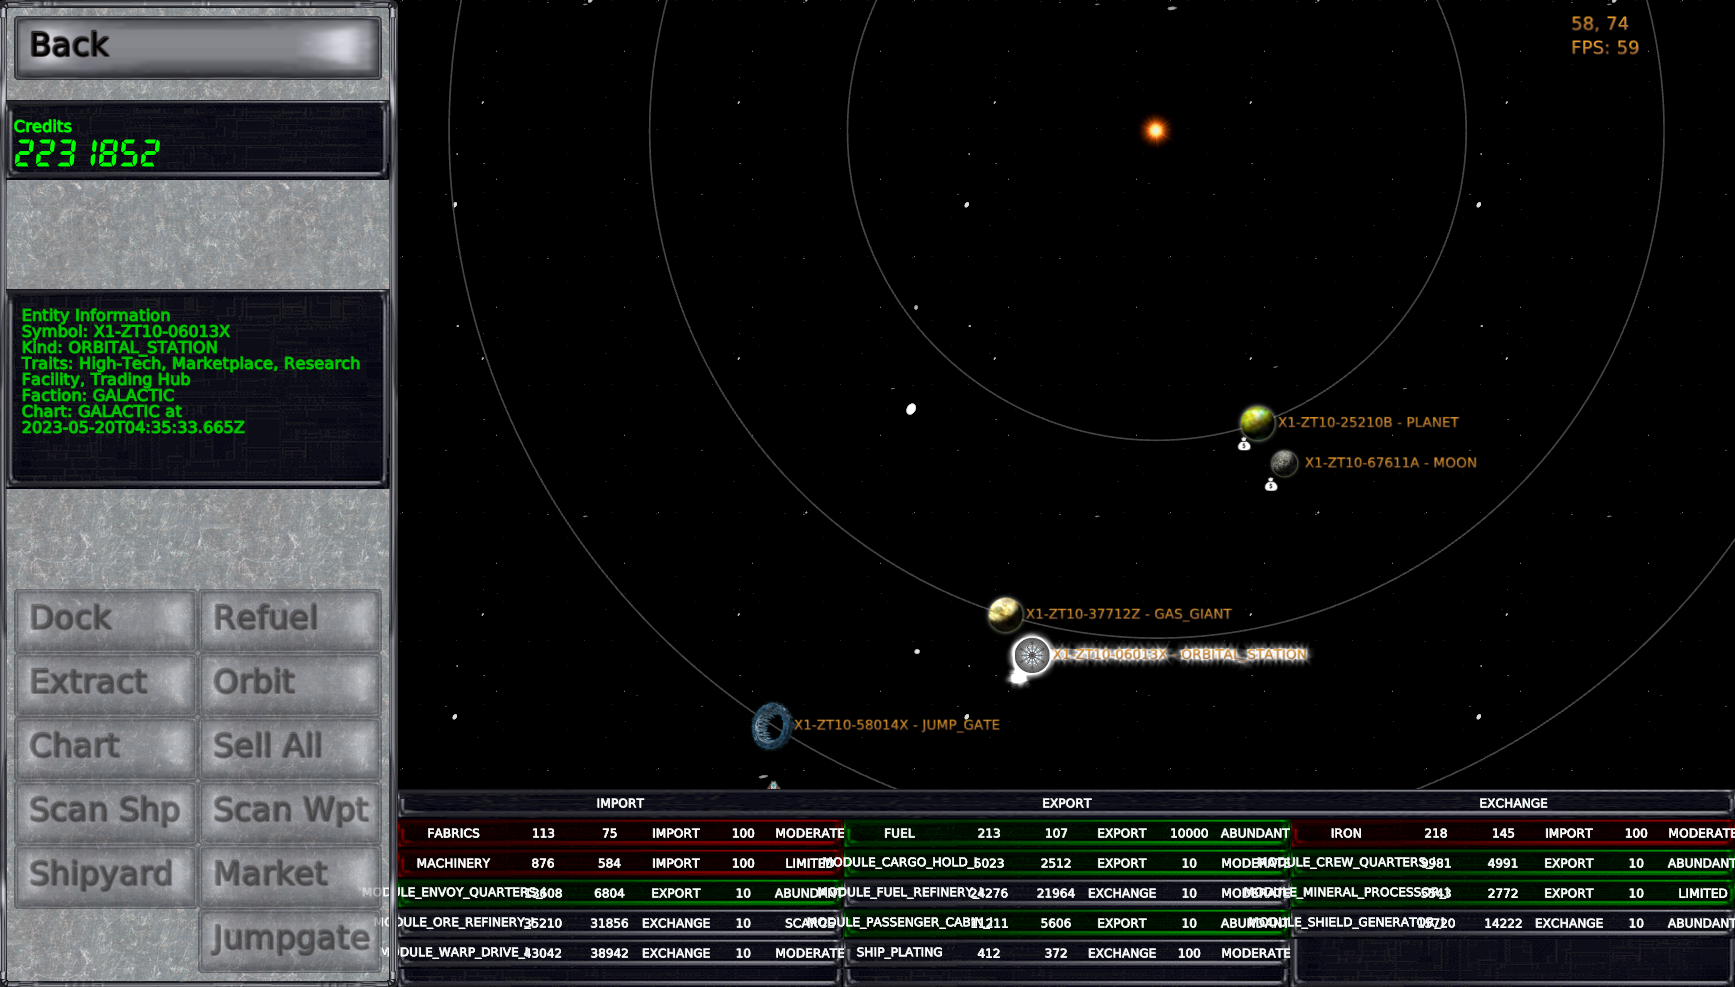 Back
Credits
2231852
Entity Information
Symbol: X1-ZT10-06013X
Kind: ORBITAL_STATION
Traits: High-Tech, Marketplace, Research
Facility, Trading Hub
Faction: GALACTIC
Chart: GALACTIC at
2023-05-20T04:35:33.665Z
Dock Refuel
Extract Orbit
Chart Sell All
Scan Shp Scan Wpt
Shipyard Market
Jumpgate
58, 74
FPS: 59
X1-ZT10-25210B - PLANET
X1-ZT10-67611A - MOON
X1-ZT10-37712Z - GAS_GIANT
X1-ZT10-06013X - ORBITAL_STATION
X1-ZT10-58014X - JUMP_GATE
IMPORT EXPORT EXCHANGE
FABRICS 113 75 IMPORT 100 MODERATE FUEL 213 107 EXPORT 10000 ABUNDANT IRON 218 145 IMPORT 100 MODERATE
MACHINERY 876 584 IMPORT 100 2512 EXPORT 10 4991 EXPORT 10 ABUNDANT
6804 EXPORT 10 21964 EXCHANGE 10 2772 EXPORT 10 LIMITED
31856 EXCHANGE 10 5606 EXPORT 10 14222 EXCHANGE 10 ABUNDANT
38942 EXCHANGE 10 MODERATE SHIP_PLATING 412 372 EXCHANGE 100 MODERATE